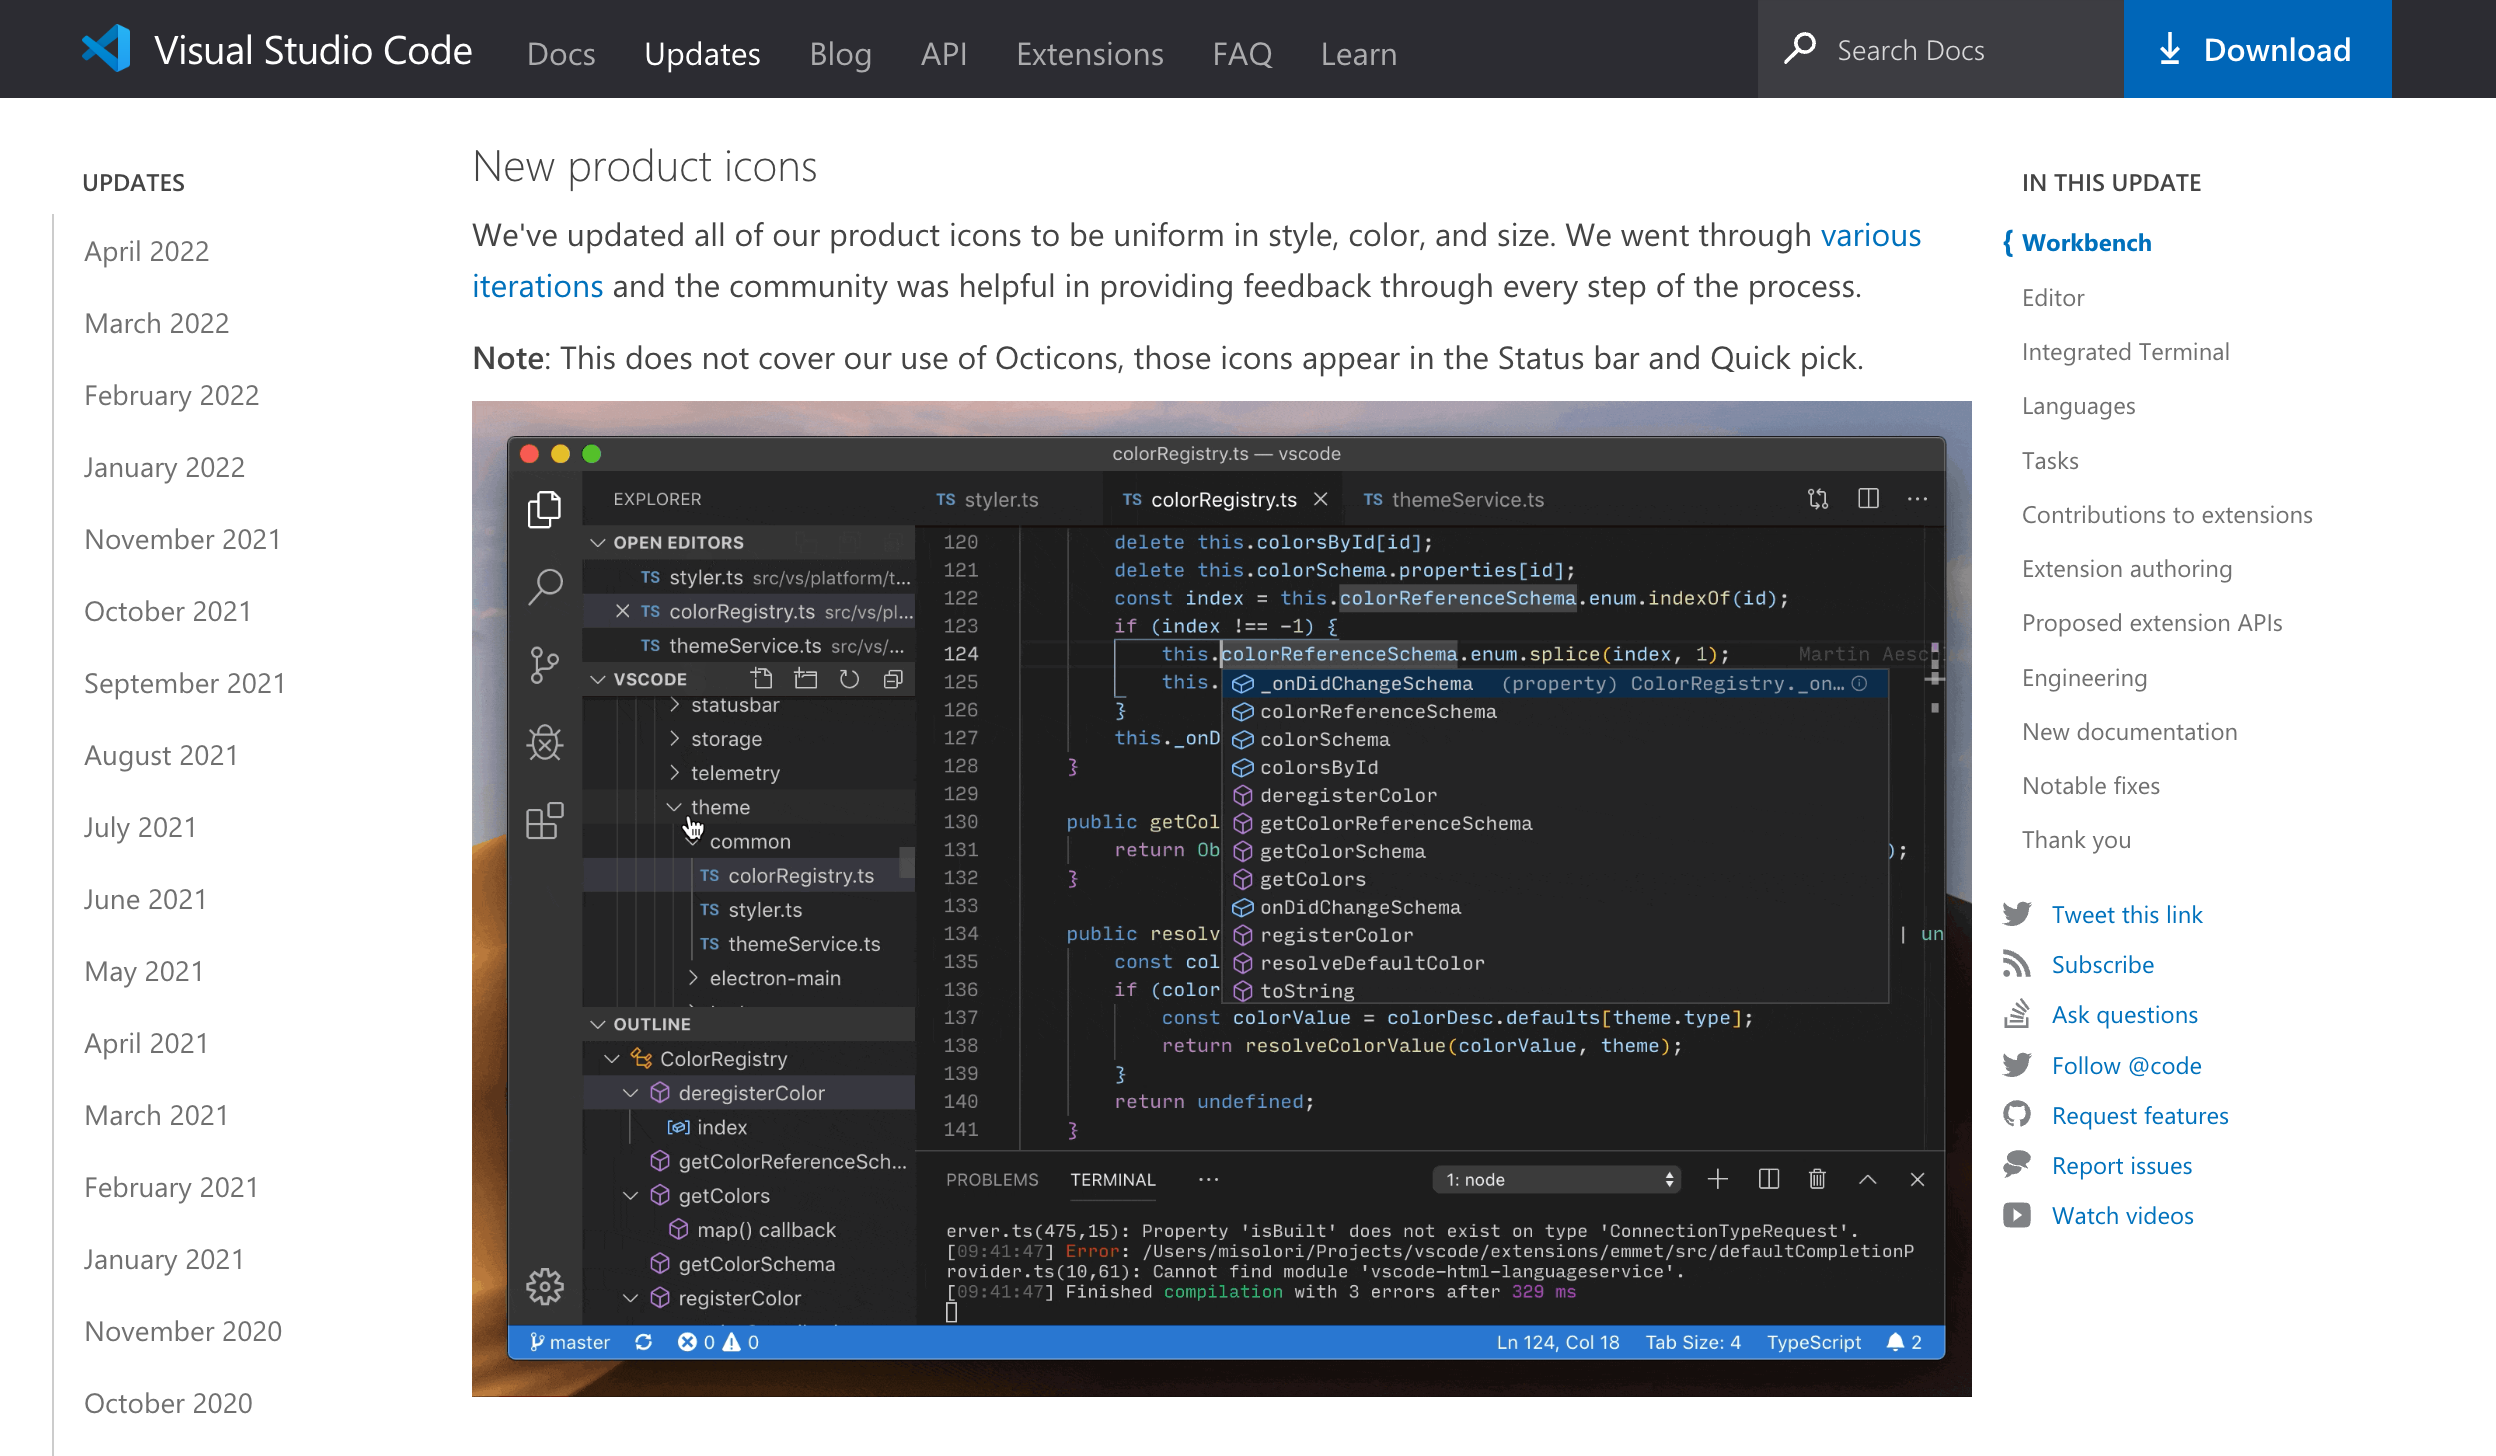 Visual Studio Code
Docs
Updates
Blog
API
Extensions
FAQ
Learn
Search Docs
Download
UPDATES
April 2022
March 2022
February 2022
January 2022
November 2021
October 2021
September 2021
August 2021
July 2021
June 2021
May 2021
April 2021
March 2021
February 2021
January 2021
November 2020
October 2020
New product icons
We've updated all of our product icons to be uniform in style, color, and size. We went through various
iterations and the community was helpful in providing feedback through every step of the process.
Note: This does not cover our use of Octicons, those icons appear in the Status bar and Quick pick.
colorRegistry.ts — vscode
EXPLORER
OPEN EDITORS
TS styler.ts src/vs/platform/t...
TS colorRegistry.ts src/vs/pl...
TS themeService.ts src/vs/...
VSCODE
statusbar
storage
telemetry
theme
common
TS colorRegistry.ts
TS styler.ts
TS themeService.ts
electron-main
OUTLINE
ColorRegistry
deregisterColor
index
getColorReferenceSch...
getColors
map() callback
getColorSchema
registerColor
TS styler.ts
TS colorRegistry.ts
TS themeService.ts
120 delete this.colorsById[id];
121 delete this.colorSchema.properties[id];
122 const index = this.colorReferenceSchema.enum.indexOf(id);
123 if (index !== -1) {
124 this.colorReferenceSchema.enum.splice(index, 1); Martin
125 this.
126 }
127 this._onD
128 }
129
130 public getCol
131 return Ob );
132 }
133
134 public resolv | un
135 const col
136 if (color
137 const colorValue = colorDesc.defaults[theme.type];
138 return resolveColorValue(colorValue, theme);
139 }
140 return undefined;
141 }
_onDidChangeSchema (property) ColorRegistry._on...
colorReferenceSchema
colorSchema
colorsById
deregisterColor
getColorReferenceSchema
getColorSchema
getColors
onDidChangeSchema
registerColor
resolveDefaultColor
toString
PROBLEMS
TERMINAL
...
1: node
erver.ts(475,15): Property 'isBuilt' does not exist on type 'ConnectionTypeRequest'.
[09:41:47] Error: /Users/misolori/Projects/vscode/extensions/emmet/src/defaultCompletionP
rovider.ts(10,61): Cannot find module 'vscode-html-languageservice'.
[09:41:47] Finished compilation with 3 errors after 329 ms
master
0
0
Ln 124, Col 18
Tab Size: 4
TypeScript
2
IN THIS UPDATE
{ Workbench
Editor
Integrated Terminal
Languages
Tasks
Contributions to extensions
Extension authoring
Proposed extension APIs
Engineering
New documentation
Notable fixes
Thank you
Tweet this link
Subscribe
Ask questions
Follow @code
Request features
Report issues
Watch videos